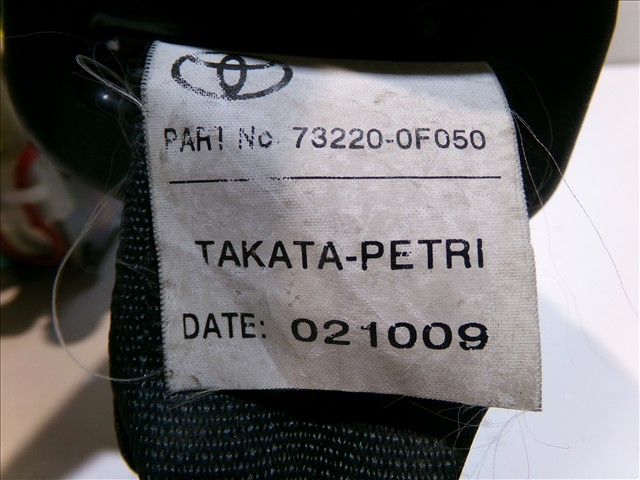 PART No 73220-0F050
TAKATA-PETRI
DATE: 021009